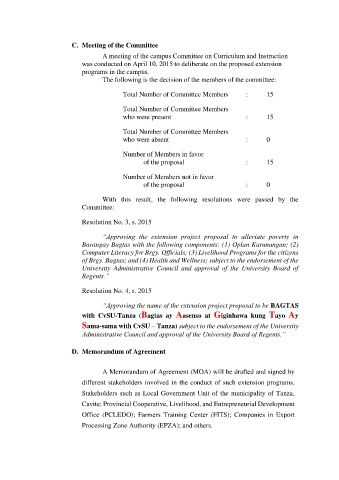 C. Meeting of the Committee
A meeting of the campus Committee on Curriculum and Instruction
was conducted on April 10, 2015 to deliberate on the proposed extension
programs in the campus.
The following is the decision of the members of the committee:
Total Number of Committee Members : 15
Total Number of Committee Members
who were present : 15
Total Number of Committee Members
who were absent : 0
Number of Members in favor
of the proposal : 15
Number of Members not in favor
of the proposal : 0
With this result, the following resolutions were passed by the
Committee:
Resolution No. 3, s. 2015
"Approving the extension project proposal to alleviate poverty in
Barangay Bagtas with the following components: (1) Oplan Karunungan; (2)
Computer Literacy for Brgy. Officials; (3) Livelihood Programs for the citizens
of Brgy. Bagtas; and (4) Health and Wellness; subject to the endorsement of the
University Administrative Council and approval of the University Board of
Regents."
Resolution No. 4, s. 2015
"Approving the name of the extension project proposal to be BAGTAS
with CvSU-Tanza (Bagtas ay Aasenso at Giginhawa kung Tayo Ay
Sama-sama with CvSU – Tanza) subject to the endorsement of the University
Administrative Council and approval of the University Board of Regents."
D. Memorandum of Agreement
A Memorandum of Agreement (MOA) will be drafted and signed by
different stakeholders involved in the conduct of such extension programs.
Stakeholders such as Local Government Unit of the municipality of Tanza,
Cavite; Provincial Cooperative, Livelihood, and Entrepreneurial Development
Office (PCLEDO); Farmers Training Center (FITS); Companies in Export
Processing Zone Authority (EPZA); and others.